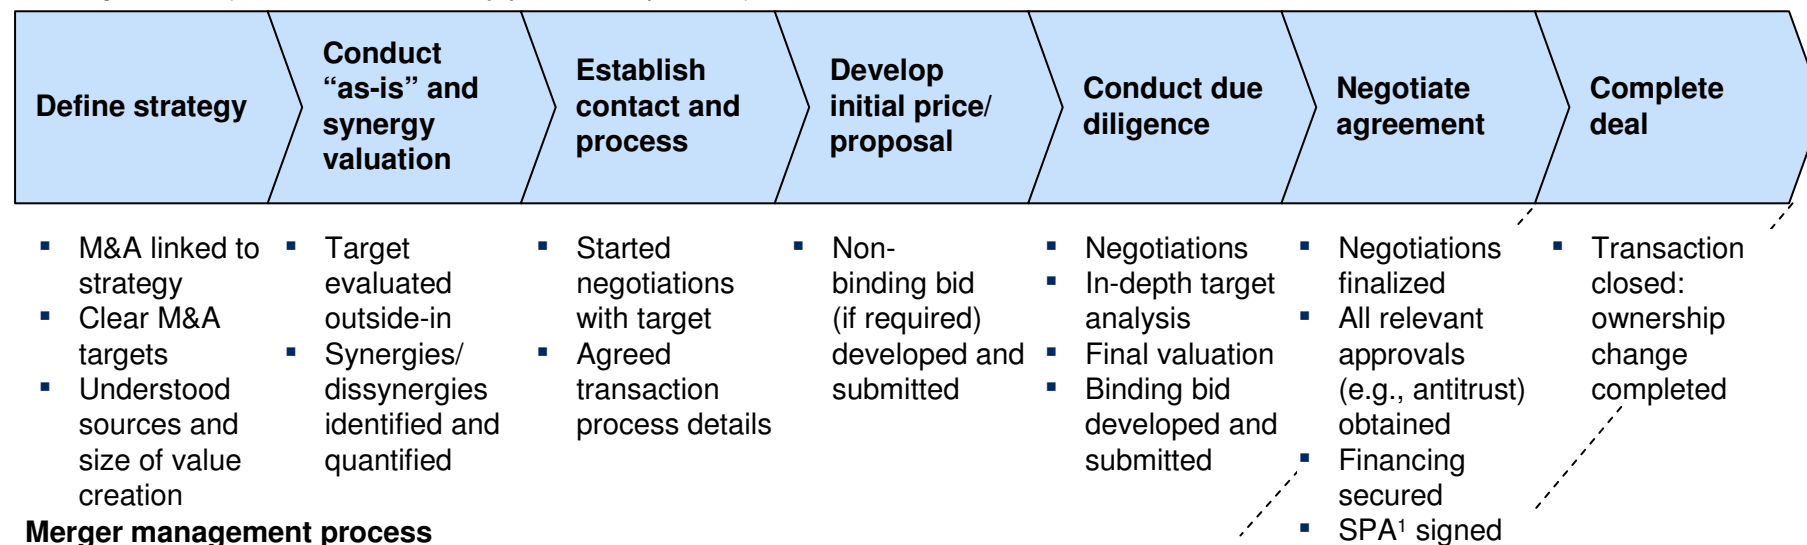 Define strategy
Conduct
“as-is” and
synergy
valuation
Establish
contact and
process
Develop
initial price/
proposal
Conduct due
diligence
Negotiate
agreement
Complete
deal
▪ M&A linked to
strategy
▪ Clear M&A
targets
▪ Understood
sources and
size of value
creation
▪ Target
evaluated
outside-in
▪ Synergies/
dissynergies
identified and
quantified
▪ Started
negotiations
with target
▪ Agreed
transaction
process details
▪ Non-
binding bid
(if required)
developed and
submitted
▪ Negotiations
▪ In-depth target
analysis
▪ Final valuation
▪ Binding bid
developed and
submitted
▪ Negotiations
finalized
▪ All relevant
approvals
(e.g., antitrust)
obtained
▪ Financing
secured
▪ SPA¹ signed
▪ Transaction
closed:
ownership
change
completed
Merger management process